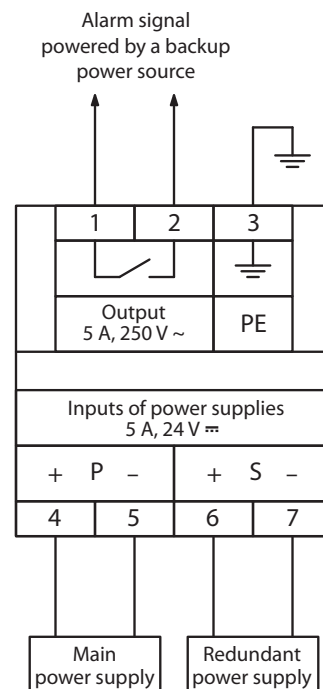 Alarm signal
powered by a backup
power source
1 2 3
Output
5 A, 250 V ~
PE
Inputs of power supplies
5 A, 24 V ⎓
+ P – + S –
4 5 6 7
Main
power supply
Redundant
power supply